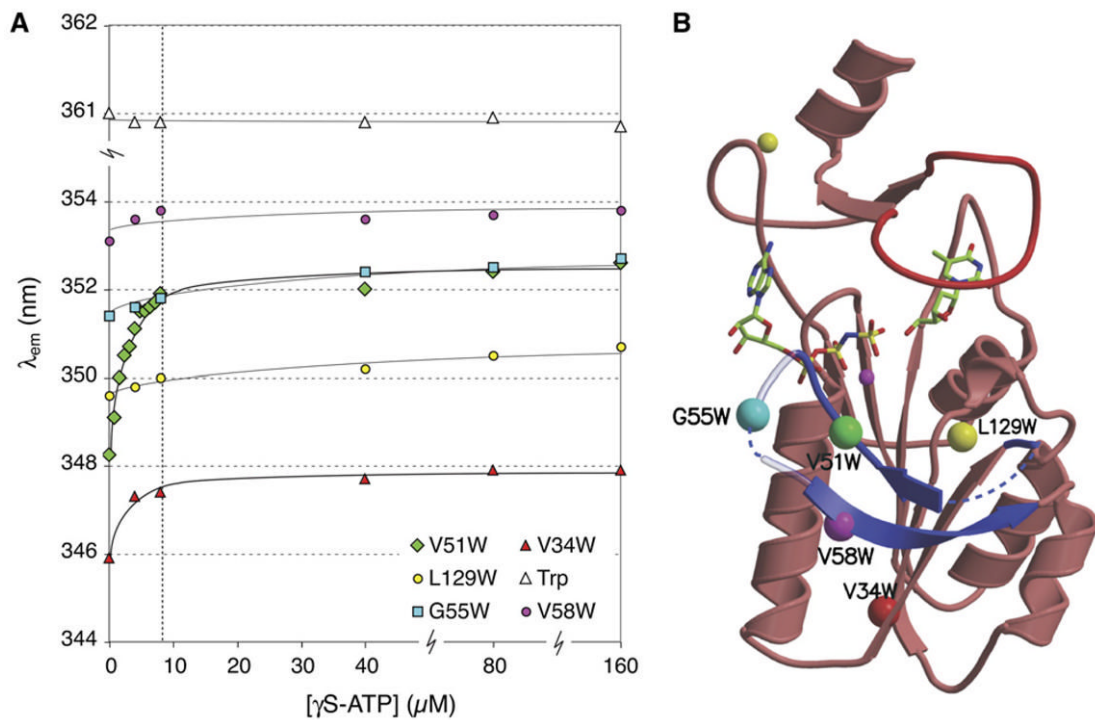 A
362
361
354
352
350
348
346
344
λem (nm)
V51W
V34W
L129W
Trp
G55W
V58W
0
10
20
30
40
80
160
[γS-ATP] (μM)
B
G55W
L129W
V51W
V58W
V34W